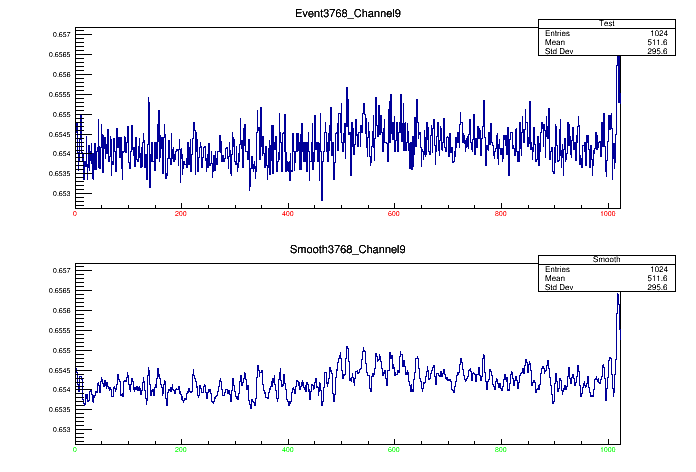 Event3768_Channel9
Test
Entries 1024
Mean 511.6
Std Dev 295.6
0.657
0.6565
0.656
0.6555
0.655
0.6545
0.654
0.6535
0.653
0 200 400 600 800 1000
Smooth3768_Channel9
Smooth
Entries 1024
Mean 511.6
Std Dev 295.6
0.657
0.6565
0.656
0.6555
0.655
0.6545
0.654
0.6535
0.653
0 200 400 600 800 1000